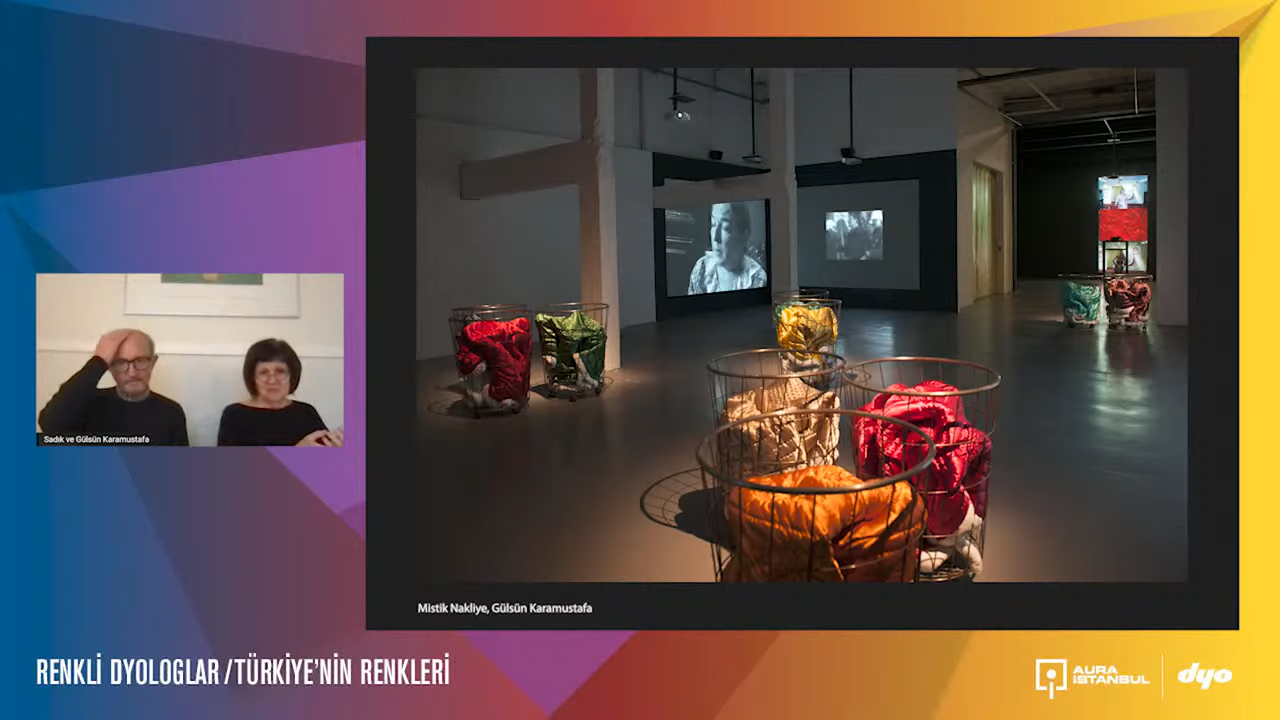 Sadık ve Gülsün Karamustafa
Mistik Nakliye, Gülsün Karamustafa
RENKLİ DYOLOGLAR / TÜRKİYE'NİN RENKLERİ
AURA
İSTANBUL
dyo